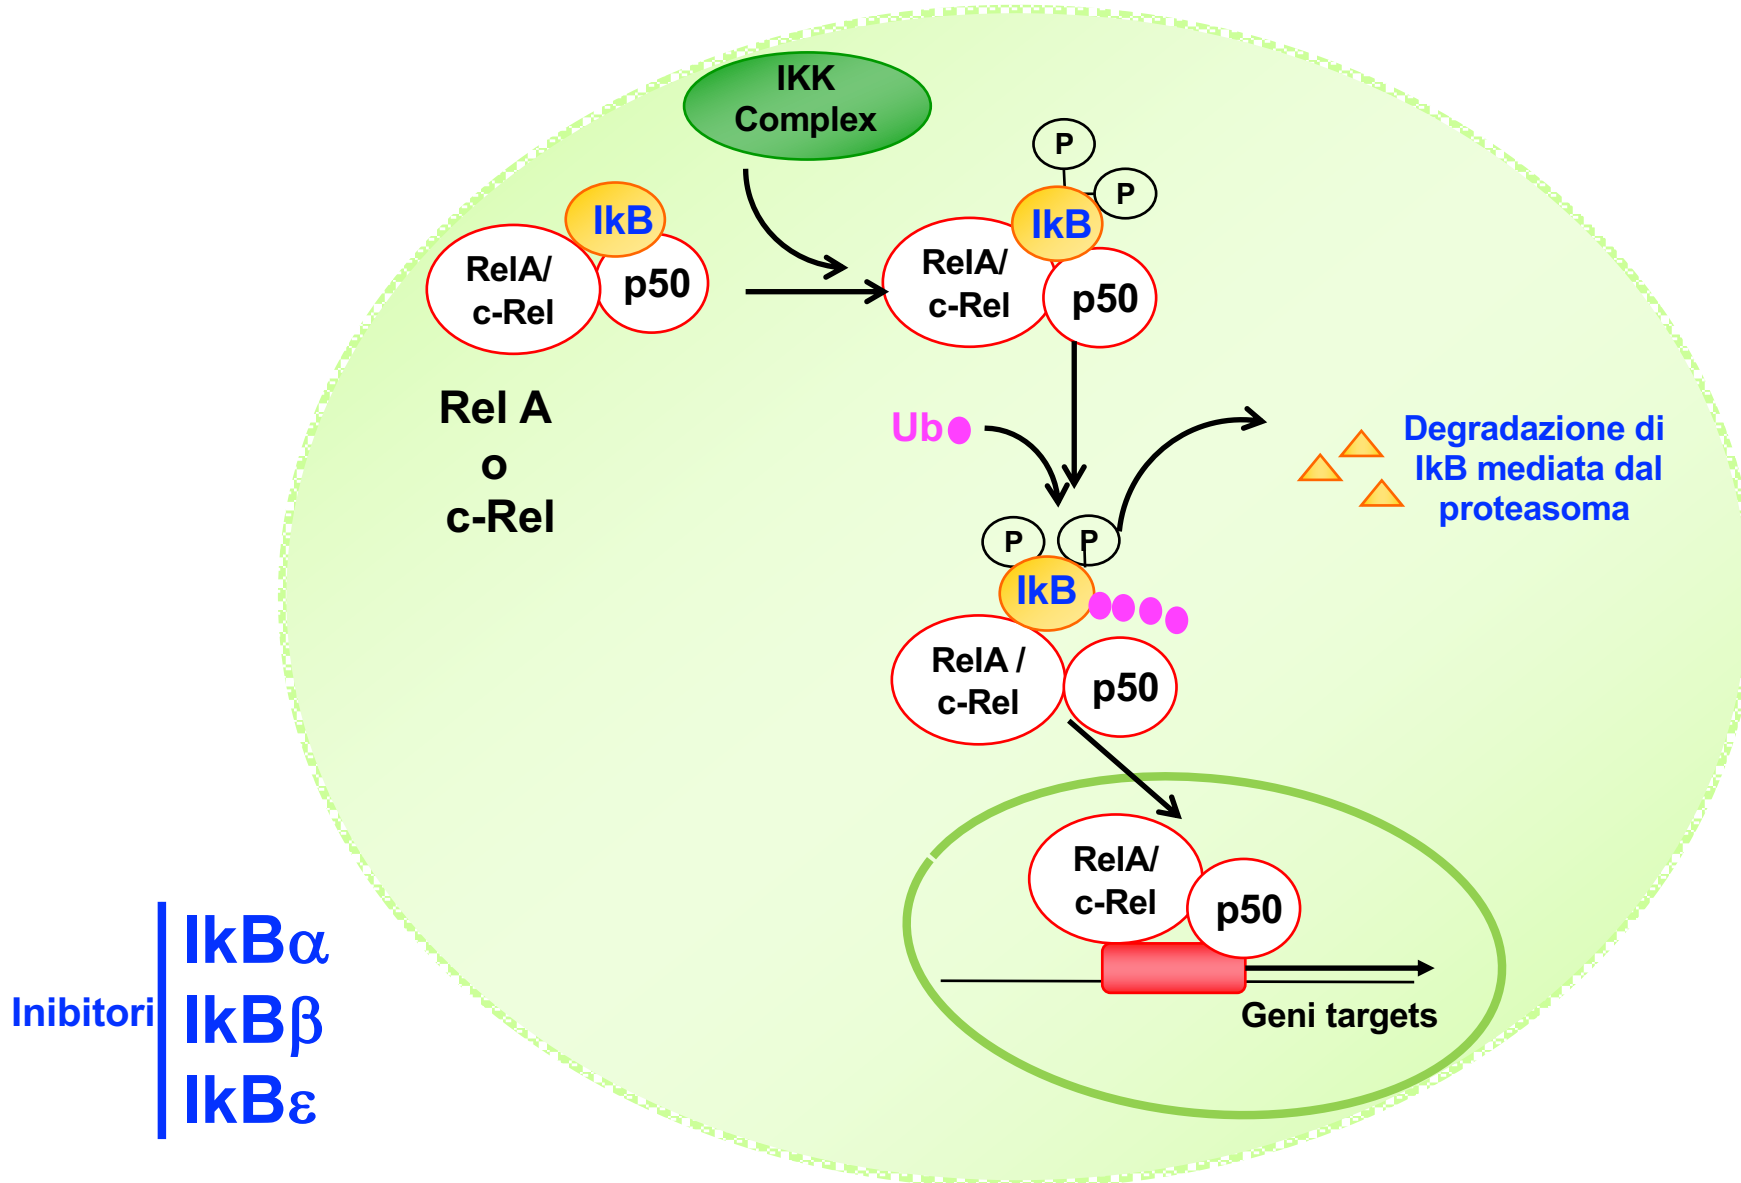 IKK
Complex
IkB
RelA/
c-Rel
p50
P
P
IkB
RelA/
c-Rel
p50
Rel A
o
c-Rel
Ub
Degradazione di
IkB mediata dal
proteasoma
P
P
IkB
RelA /
c-Rel
p50
RelA/
c-Rel
p50
Geni targets
Inibitori
IkBα
IkBβ
IkBε